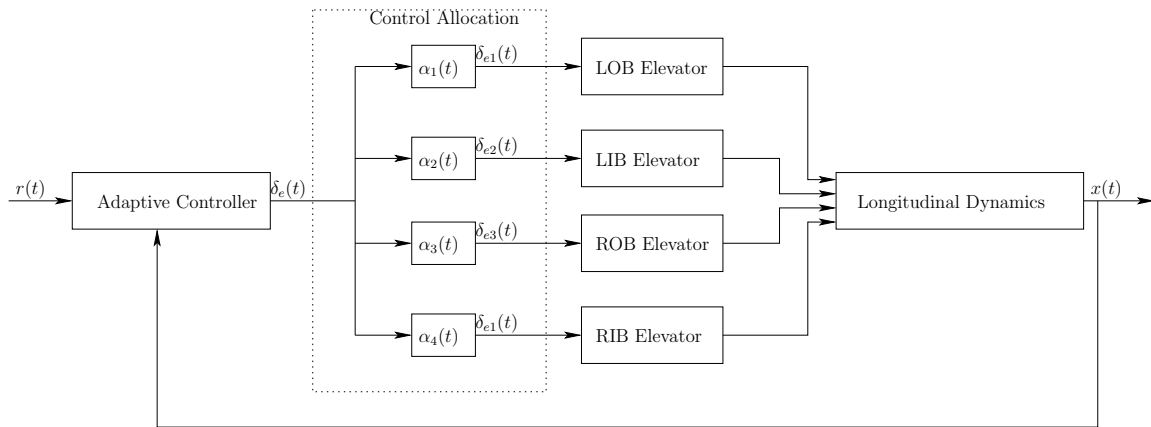 Control Allocation
α₁(t)
δₑ₁(t)
LOB Elevator
α₂(t)
δₑ₂(t)
LIB Elevator
r(t)
Adaptive Controller
δₑ(t)
Longitudinal Dynamics
x(t)
α₃(t)
δₑ₃(t)
ROB Elevator
α₄(t)
δₑ₁(t)
RIB Elevator